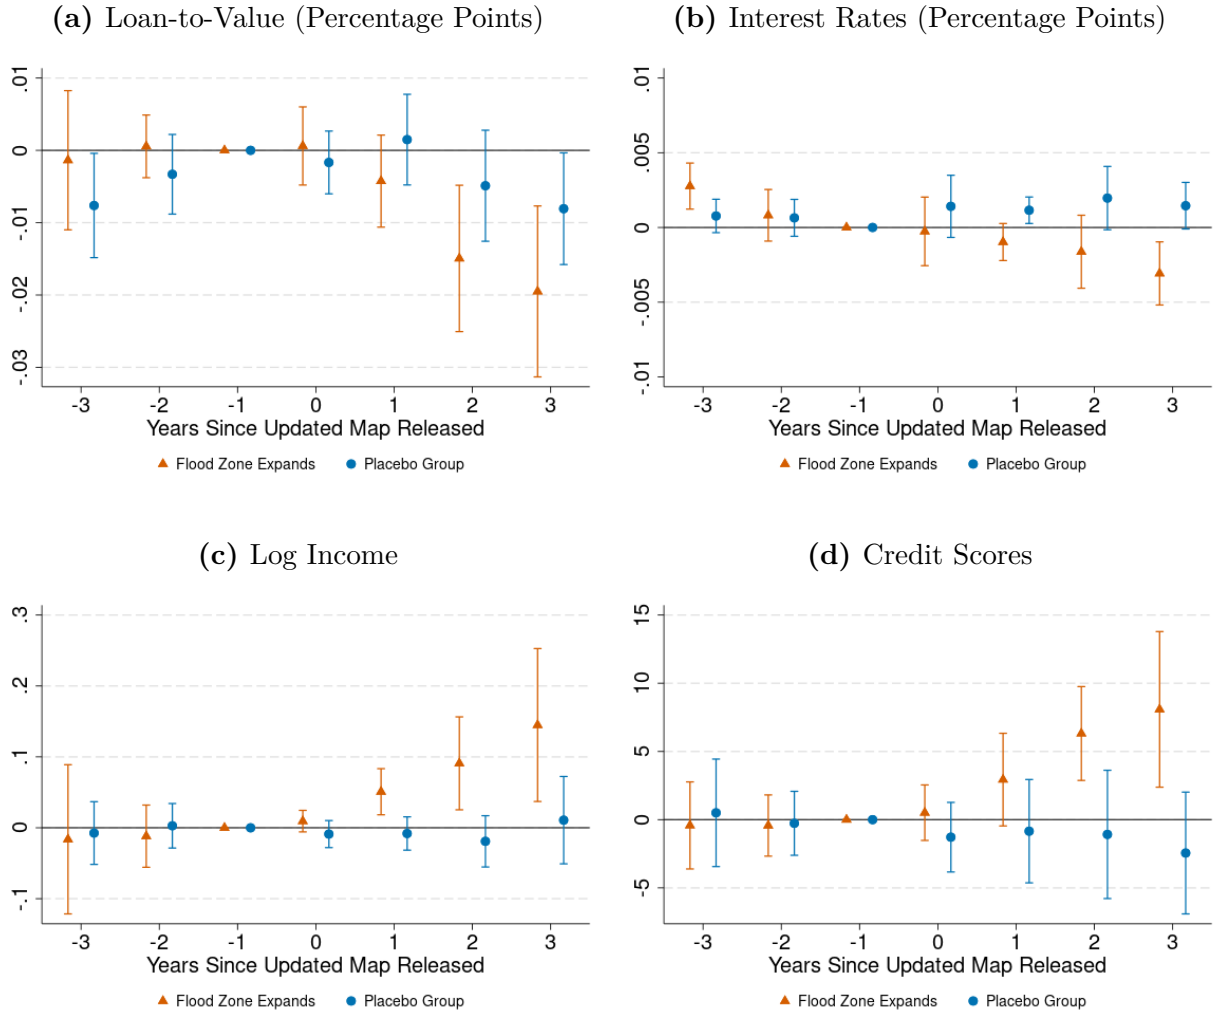 (a) Loan-to-Value (Percentage Points)
.01
0
-.01
-.02
-.03
-3 -2 -1 0 1 2 3
Years Since Updated Map Released
Flood Zone Expands Placebo Group
(b) Interest Rates (Percentage Points)
.01
.005
0
-.005
-.01
-3 -2 -1 0 1 2 3
Years Since Updated Map Released
Flood Zone Expands Placebo Group
(c) Log Income
.3
.2
.1
0
-.1
-3 -2 -1 0 1 2 3
Years Since Updated Map Released
Flood Zone Expands Placebo Group
(d) Credit Scores
15
10
5
0
-5
-3 -2 -1 0 1 2 3
Years Since Updated Map Released
Flood Zone Expands Placebo Group